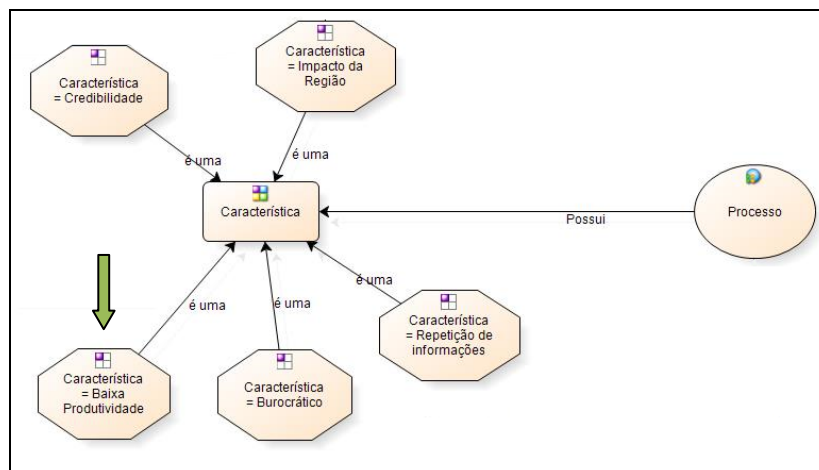 Característica
= Credibilidade
Característica
= Impacto da
Região
é uma
é uma
Característica
Possui
Processo
é uma
é uma
é uma
Característica
= Repetição de
informações
Característica
= Baixa
Produtividade
Característica
= Burocrático